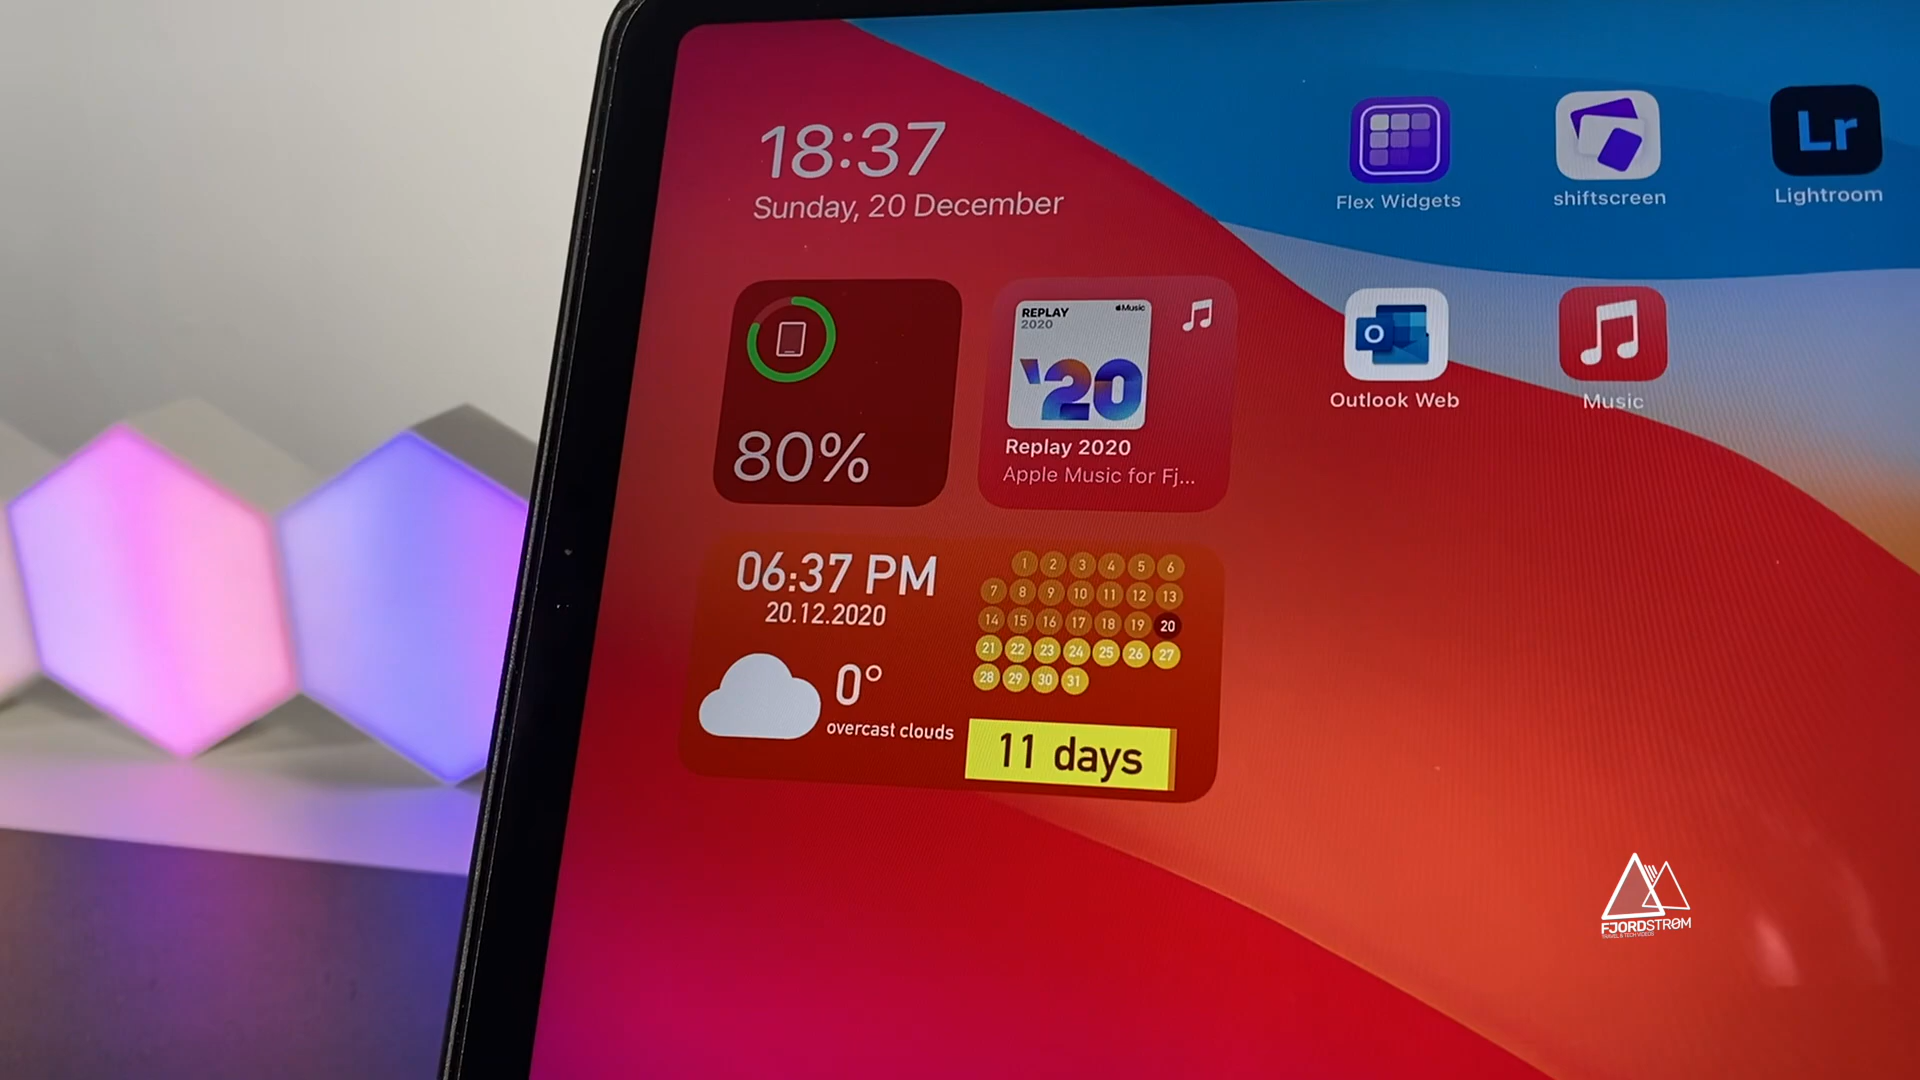 18:37
Sunday, 20 December
80%
REPLAY
2020
Music
'20
Replay 2020
Apple Music for Fj...
06:37 PM
20.12.2020
0°
overcast clouds
1 2 3 4 5 6
7 8 9 10 11 12 13
14 15 16 17 18 19 20
21 22 23 24 25 26 27
28 29 30 31
11 days
Flex Widgets
shiftscreen
Lr
Lightroom
O
Outlook Web
Music
FJORDSTRØM
TRAVEL & TECH VIDEOS